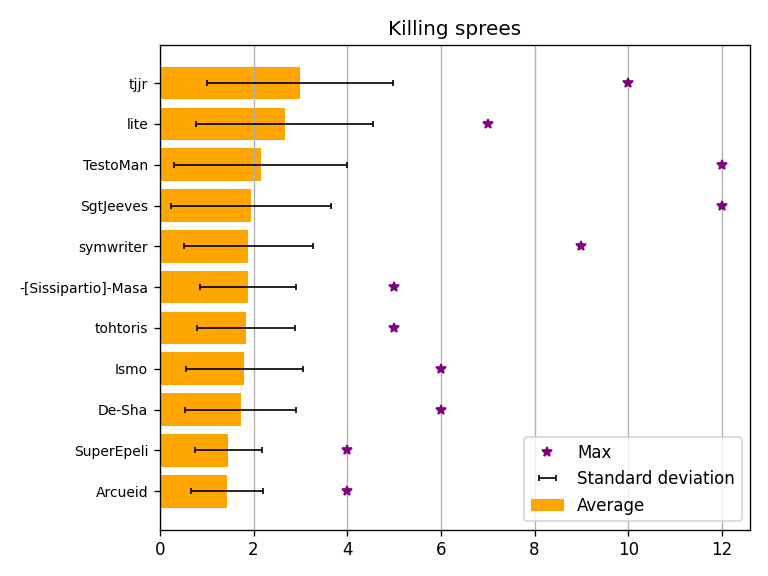 Killing sprees
tjjr
lite
TestoMan
SgtJeeves
symwriter
-[Sissipartio]-Masa
tohtoris
Ismo
De-Sha
SuperEpeli
Arcueid
Max
Standard deviation
Average
0 2 4 6 8 10 12